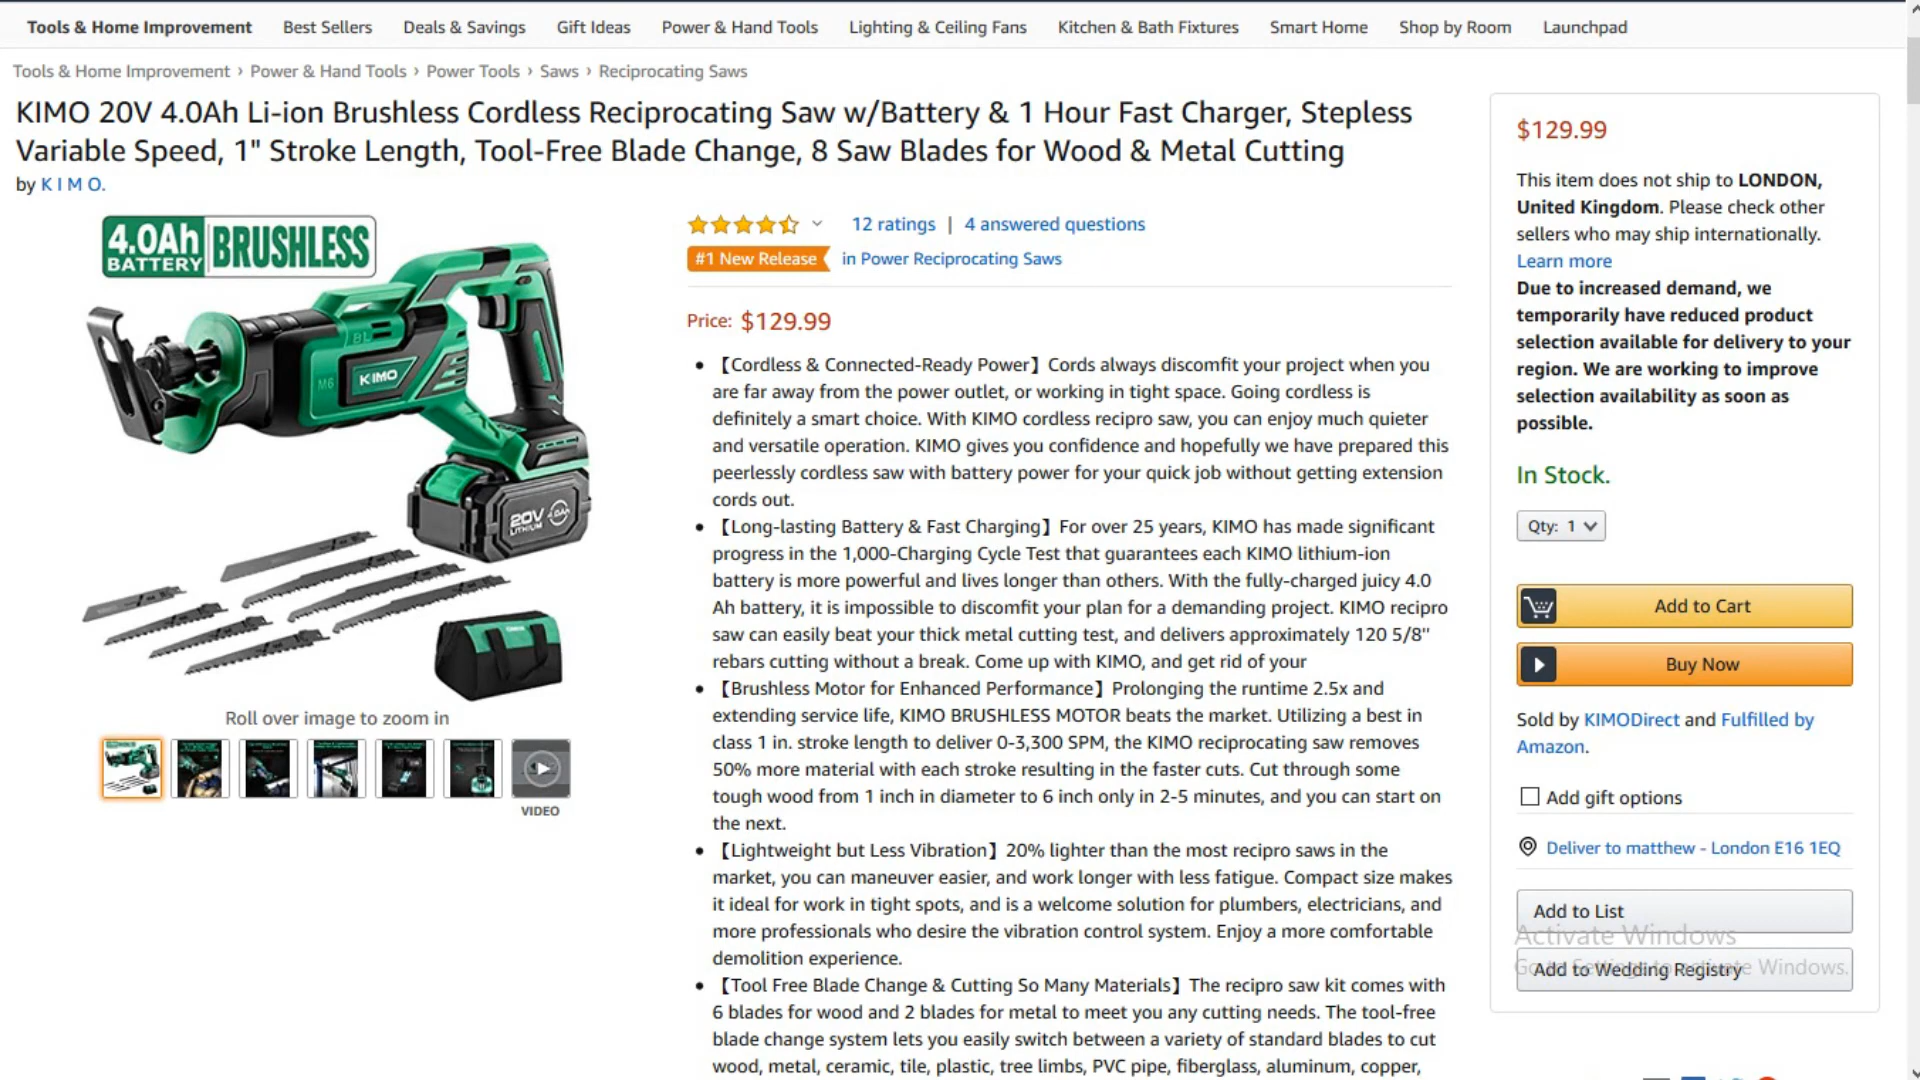 Tools & Home Improvement Best Sellers Deals & Savings Gift Ideas Power & Hand Tools Lighting & Ceiling Fans Kitchen & Bath Fixtures Smart Home Shop by Room Launchpad
Tools & Home Improvement › Power & Hand Tools › Power Tools › Saws › Reciprocating Saws
KIMO 20V 4.0Ah Li-ion Brushless Cordless Reciprocating Saw w/Battery & 1 Hour Fast Charger, Stepless
Variable Speed, 1" Stroke Length, Tool-Free Blade Change, 8 Saw Blades for Wood & Metal Cutting
by K I M O.
4.0Ah
BATTERY
BRUSHLESS
BL
M6
KIMO
20V
LITHIUM
4.0Ah
Roll over image to zoom in
VIDEO
12 ratings | 4 answered questions
#1 New Release in Power Reciprocating Saws
Price: $129.99
• 【Cordless & Connected-Ready Power】Cords always discomfit your project when you
are far away from the power outlet, or working in tight space. Going cordless is
definitely a smart choice. With KIMO cordless recipro saw, you can enjoy much quieter
and versatile operation. KIMO gives you confidence and hopefully we have prepared this
peerlessly cordless saw with battery power for your quick job without getting extension
cords out.
• 【Long-lasting Battery & Fast Charging】For over 25 years, KIMO has made significant
progress in the 1,000-Charging Cycle Test that guarantees each KIMO lithium-ion
battery is more powerful and lives longer than others. With the fully-charged juicy 4.0
Ah battery, it is impossible to discomfit your plan for a demanding project. KIMO recipro
saw can easily beat your thick metal cutting test, and delivers approximately 120 5/8"
rebars cutting without a break. Come up with KIMO, and get rid of your
• 【Brushless Motor for Enhanced Performance】Prolonging the runtime 2.5x and
extending service life, KIMO BRUSHLESS MOTOR beats the market. Utilizing a best in
class 1 in. stroke length to deliver 0-3,300 SPM, the KIMO reciprocating saw removes
50% more material with each stroke resulting in the faster cuts. Cut through some
tough wood from 1 inch in diameter to 6 inch only in 2-5 minutes, and you can start on
the next.
• 【Lightweight but Less Vibration】20% lighter than the most recipro saws in the
market, you can maneuver easier, and work longer with less fatigue. Compact size makes
it ideal for work in tight spots, and is a welcome solution for plumbers, electricians, and
more professionals who desire the vibration control system. Enjoy a more comfortable
demolition experience.
• 【Tool Free Blade Change & Cutting So Many Materials】The recipro saw kit comes with
6 blades for wood and 2 blades for metal to meet you any cutting needs. The tool-free
blade change system lets you easily switch between a variety of standard blades to cut
wood, metal, ceramic, tile, plastic, tree limbs, PVC pipe, fiberglass, aluminum, copper,
$129.99
This item does not ship to LONDON,
United Kingdom. Please check other
sellers who may ship internationally.
Learn more
Due to increased demand, we
temporarily have reduced product
selection available for delivery to your
region. We are working to improve
selection availability as soon as
possible.
In Stock.
Qty: 1
Add to Cart
Buy Now
Sold by KIMODirect and Fulfilled by
Amazon.
Add gift options
Deliver to matthew - London E16 1EQ
Add to List
Activate Windows
Go to Settings to activate Windows.
Add to Wedding Registry